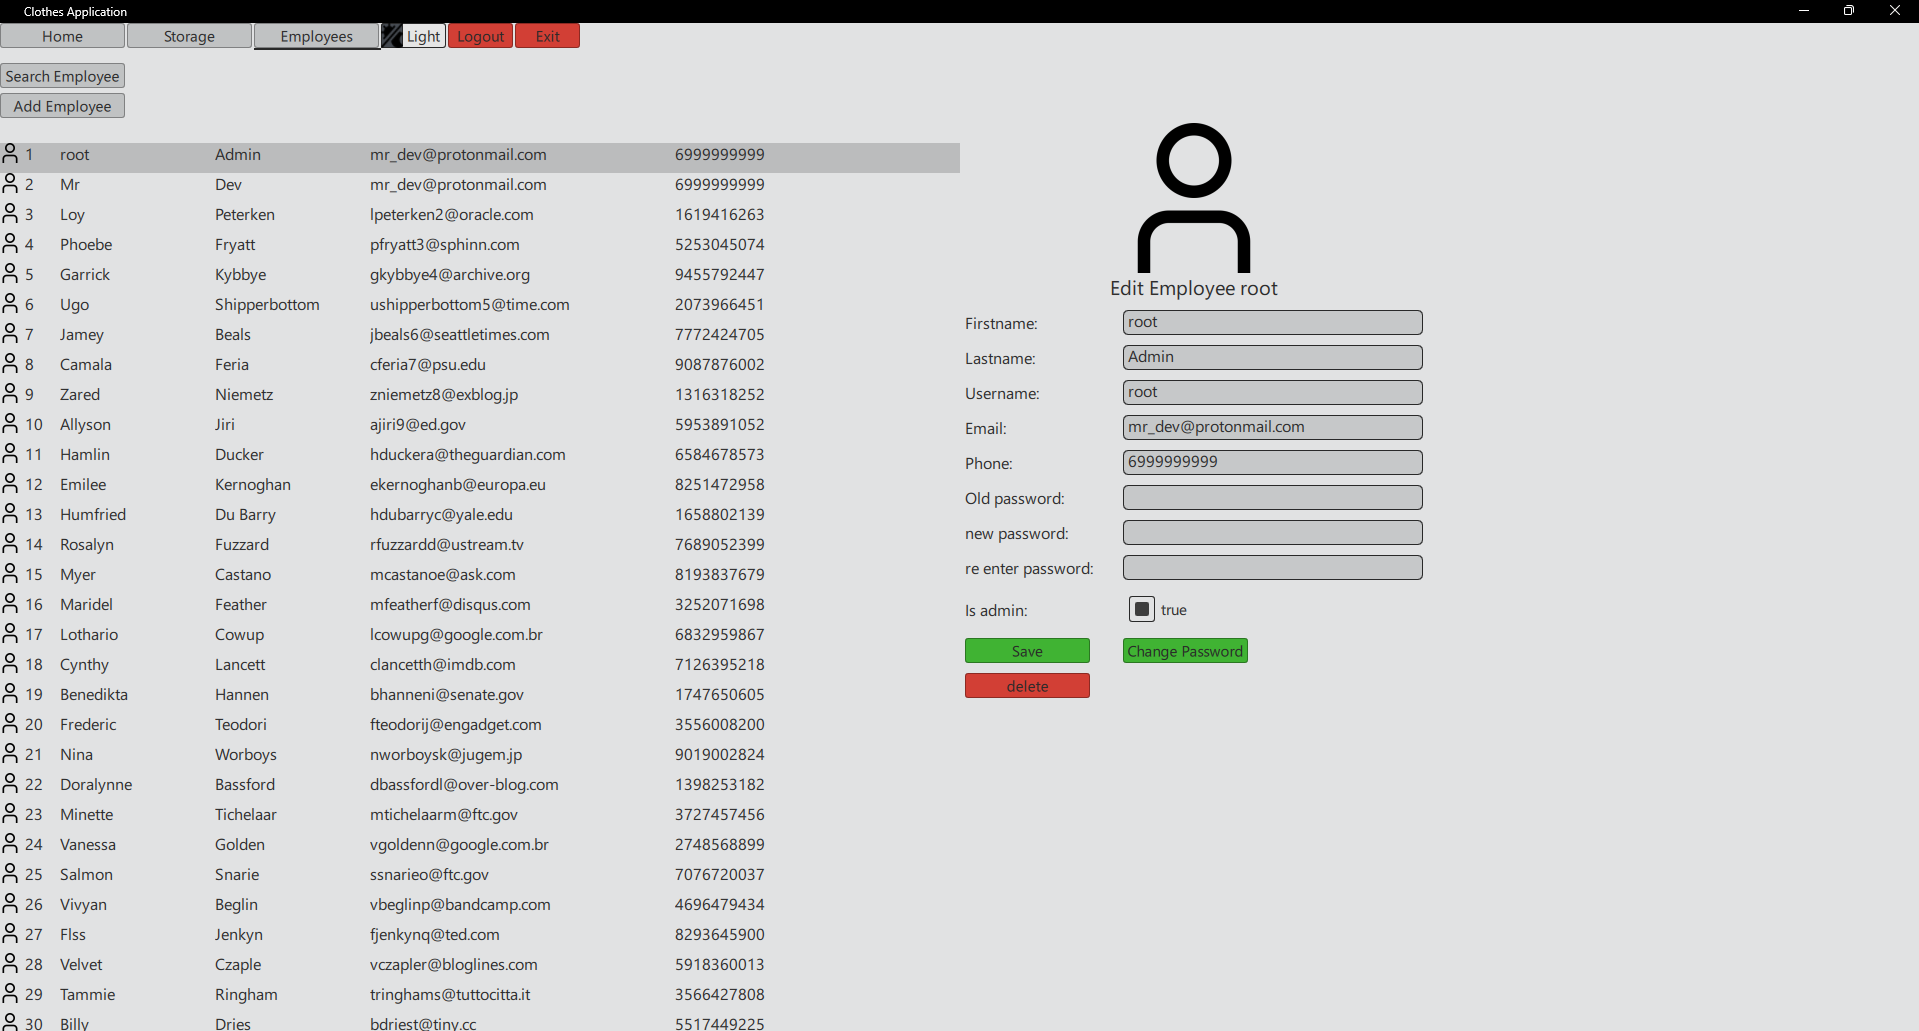 Clothes Application
Home Storage Employees Light Logout Exit
Search Employee
Add Employee
1 root Admin mr_dev@protonmail.com 6999999999
2 Mr Dev mr_dev@protonmail.com 6999999999
3 Loy Peterken lpeterken2@oracle.com 1619416263
4 Phoebe Fryatt pfryatt3@sphinn.com 5253045074
5 Garrick Kybbye gkybbye4@archive.org 9455792447
6 Ugo Shipperbottom ushipperbottom5@time.com 2073966451
7 Jamey Beals jbeals6@seattletimes.com 7772424705
8 Camala Feria cferia7@psu.edu 9087876002
9 Zared Niemetz zniemetz8@exblog.jp 1316318252
10 Allyson Jiri ajiri9@ed.gov 5953891052
11 Hamlin Ducker hduckera@theguardian.com 6584678573
12 Emilee Kernoghan ekernoghanb@europa.eu 8251472958
13 Humfried Du Barry hdubarryc@yale.edu 1658802139
14 Rosalyn Fuzzard rfuzzardd@ustream.tv 7689052399
15 Myer Castano mcastanoe@ask.com 8193837679
16 Maridel Feather mfeatherf@disqus.com 3252071698
17 Lothario Cowup lcowupg@google.com.br 6832959867
18 Cynthy Lancett clancetth@imdb.com 7126395218
19 Benedikta Hannen bhanneni@senate.gov 1747650605
20 Frederic Teodori fteodorij@engadget.com 3556008200
21 Nina Worboys nworboysk@jugem.jp 9019002824
22 Doralynne Bassford dbassfordl@over-blog.com 1398253182
23 Minette Tichelaar mtichelaarm@ftc.gov 3727457456
24 Vanessa Golden vgoldenn@google.com.br 2748568899
25 Salmon Snarie ssnarieo@ftc.gov 7076720037
26 Vivyan Beglin vbeglinp@bandcamp.com 4696479434
27 Flss Jenkyn fjenkynq@ted.com 8293645900
28 Velvet Czaple vczapler@bloglines.com 5918360013
29 Tammie Ringham tringhams@tuttocitta.it 3566427808
30 Billy Dries bdriest@tiny.cc 5517449225
Edit Employee root
Firstname: root
Lastname: Admin
Username: root
Email: mr_dev@protonmail.com
Phone: 6999999999
Old password:
new password:
re enter password:
Is admin: true
Save Change Password
delete